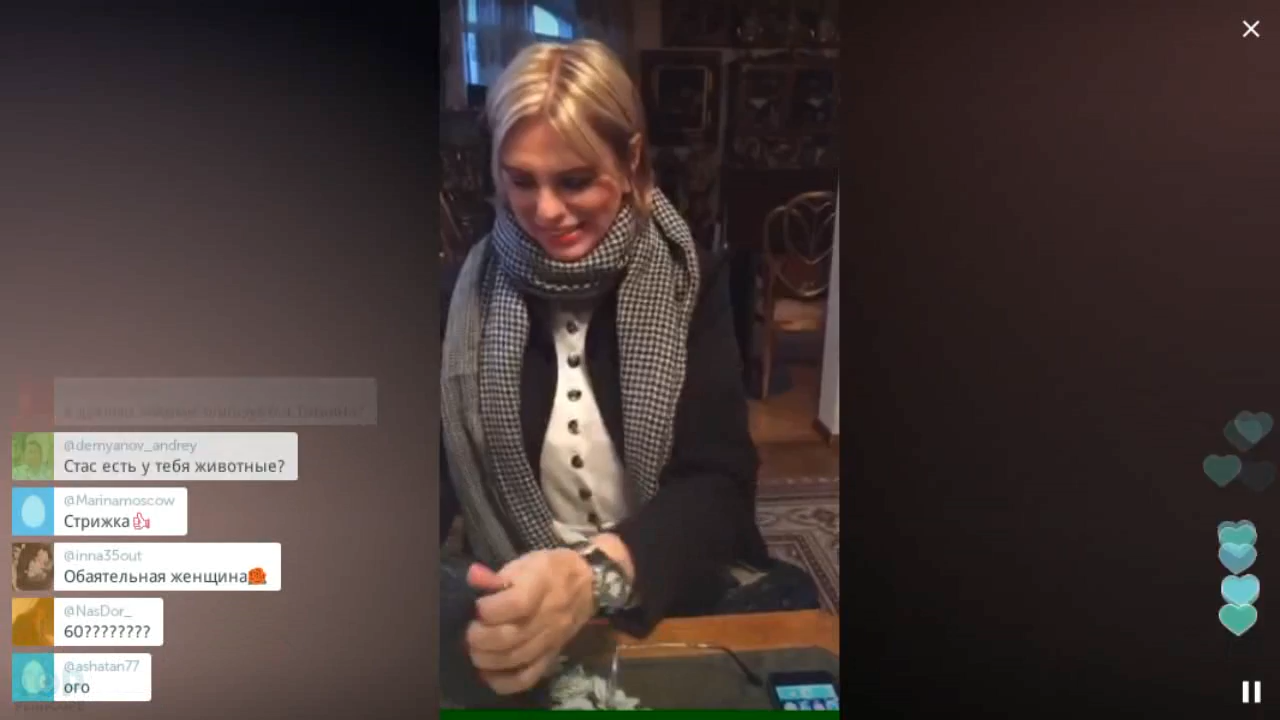 @demyanov_andrey
Стас есть у тебя животные?
@Marinamoscow
Стрижка
@inna35out
Обаятельная женщина
@NasDor_
60????????
@ashatan77
ого